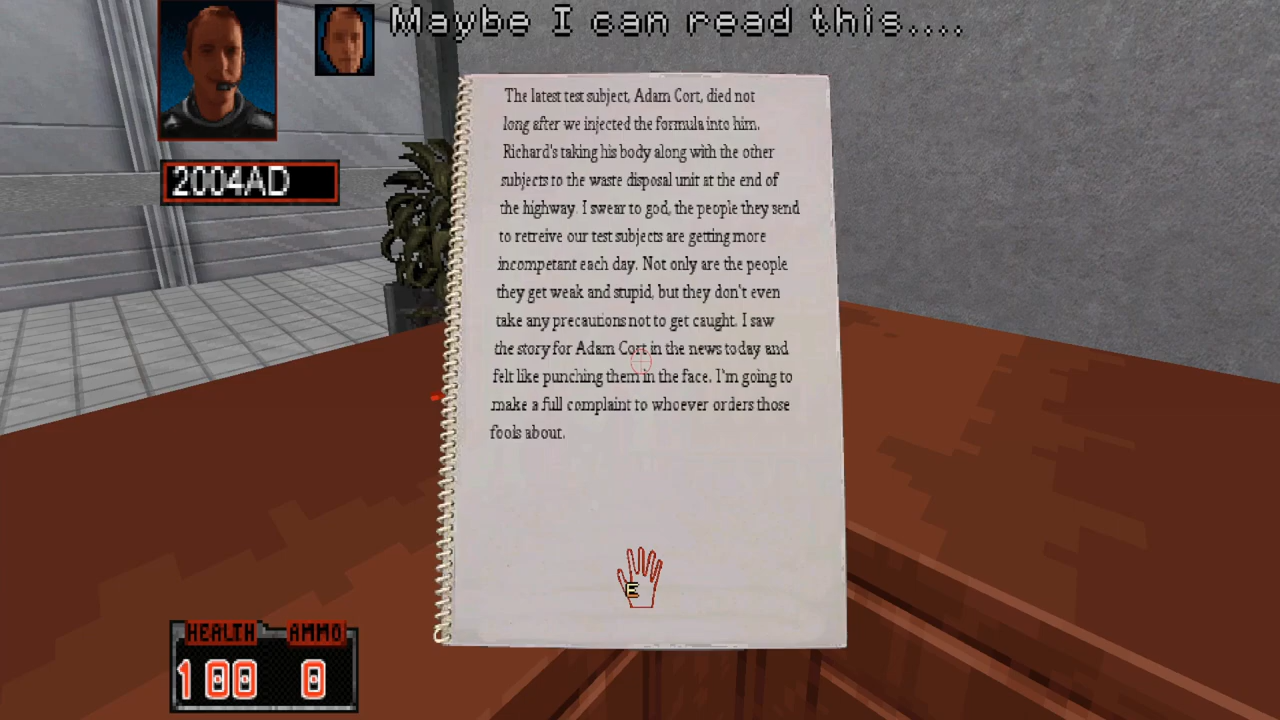 Maybe I can read this....
2004AD
The latest test subject, Adam Cort, died not
long after we injected the formula into him.
Richard's taking his body along with the other
subjects to the waste disposal unit at the end of
the highway. I swear to god, the people they send
to retreive our test subjects are getting more
incompetant each day. Not only are the people
they get weak and stupid, but they don't even
take any precautions not to get caught. I saw
the story for Adam Cort in the news today and
felt like punching them in the face. I'm going to
make a full complaint to whoever orders those
fools about.
E
HEALTH AMMO
100 0